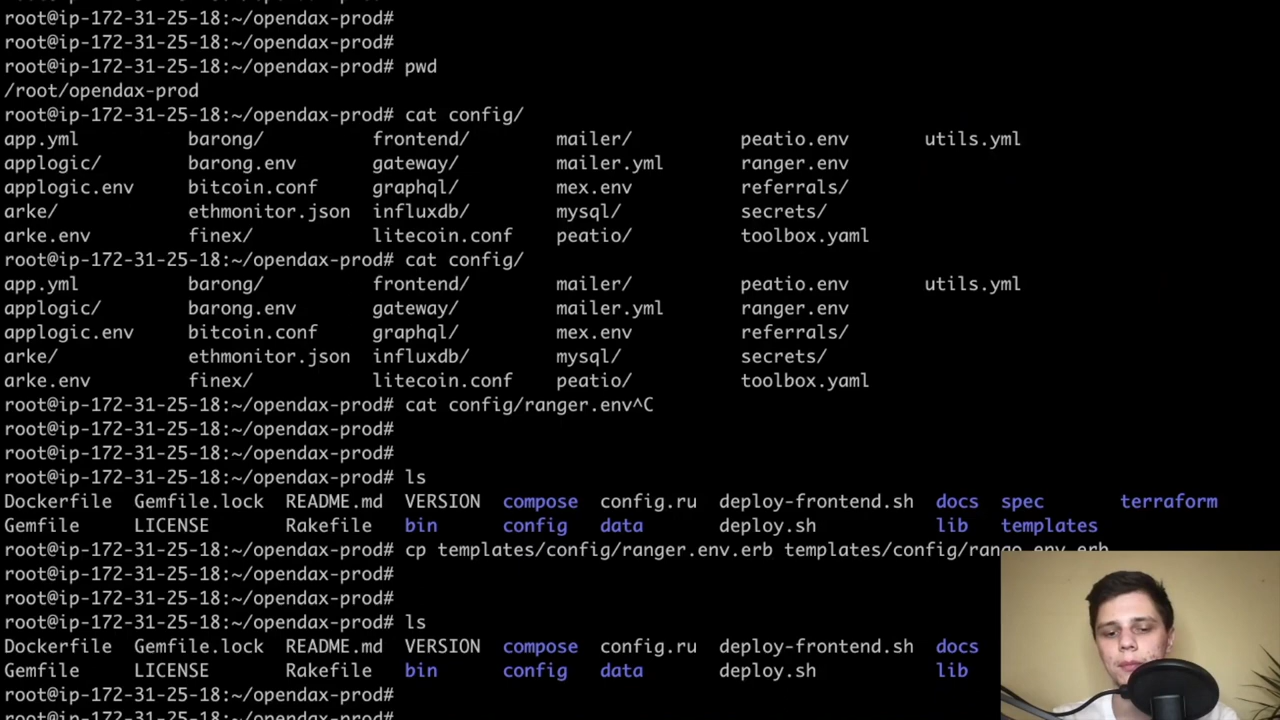 root@ip-172-31-25-18:~/opendax-prod#
root@ip-172-31-25-18:~/opendax-prod#
root@ip-172-31-25-18:~/opendax-prod# pwd
/root/opendax-prod
root@ip-172-31-25-18:~/opendax-prod# cat config/
app.yml barong/ frontend/ mailer/ peatio.env utils.yml
applogic/ barong.env gateway/ mailer.yml ranger.env
applogic.env bitcoin.conf graphql/ mex.env referrals/
arke/ ethmonitor.json influxdb/ mysql/ secrets/
arke.env finex/ litecoin.conf peatio/ toolbox.yaml
root@ip-172-31-25-18:~/opendax-prod# cat config/
app.yml barong/ frontend/ mailer/ peatio.env utils.yml
applogic/ barong.env gateway/ mailer.yml ranger.env
applogic.env bitcoin.conf graphql/ mex.env referrals/
arke/ ethmonitor.json influxdb/ mysql/ secrets/
arke.env finex/ litecoin.conf peatio/ toolbox.yaml
root@ip-172-31-25-18:~/opendax-prod# cat config/ranger.env^C
root@ip-172-31-25-18:~/opendax-prod#
root@ip-172-31-25-18:~/opendax-prod#
root@ip-172-31-25-18:~/opendax-prod# ls
Dockerfile Gemfile.lock README.md VERSION compose config.ru deploy-frontend.sh docs spec terraform
Gemfile LICENSE Rakefile bin config data deploy.sh lib templates
root@ip-172-31-25-18:~/opendax-prod# cp templates/config/ranger.env.erb templates/config/rango.env.erb
root@ip-172-31-25-18:~/opendax-prod#
root@ip-172-31-25-18:~/opendax-prod#
root@ip-172-31-25-18:~/opendax-prod# ls
Dockerfile Gemfile.lock README.md VERSION compose config.ru deploy-frontend.sh docs
Gemfile LICENSE Rakefile bin config data deploy.sh lib
root@ip-172-31-25-18:~/opendax-prod#